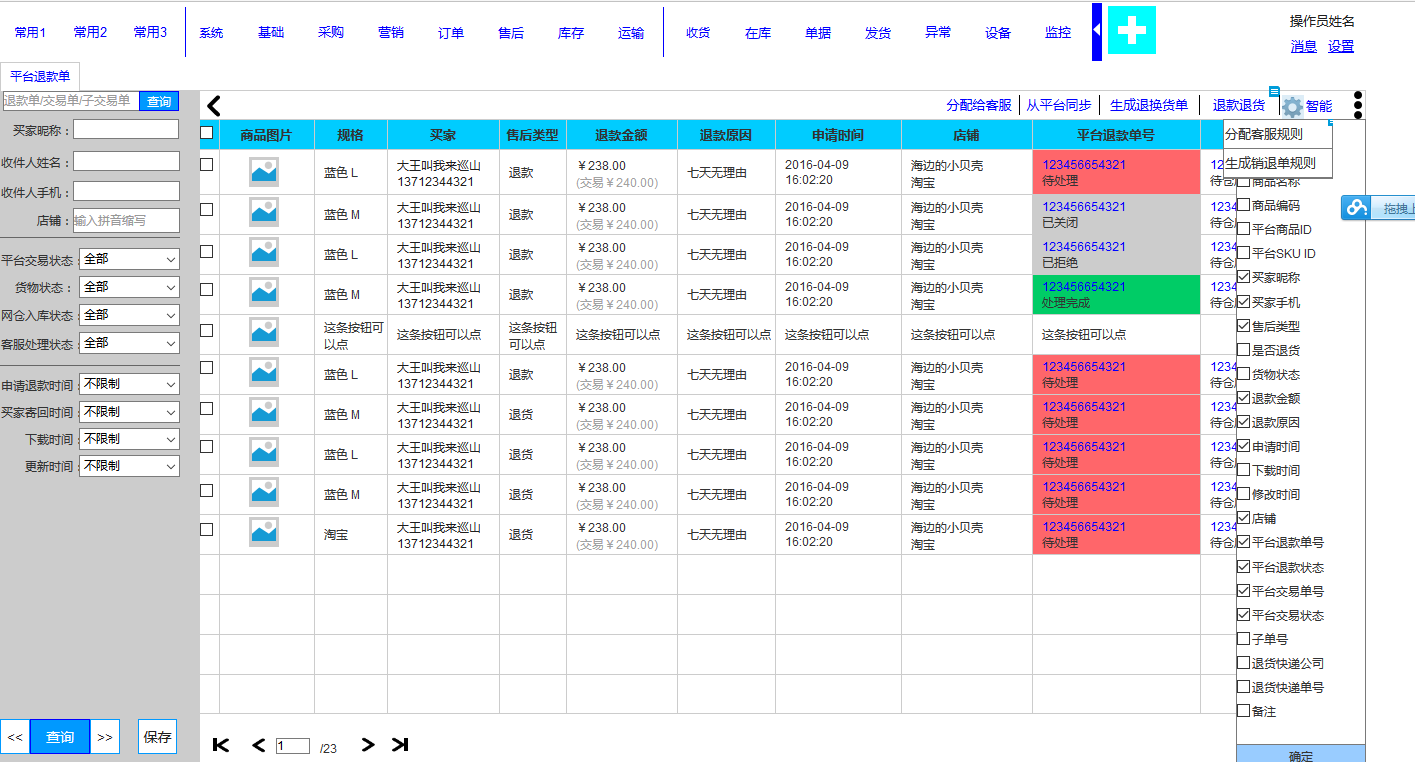 常用1 常用2 常用3 系统 基础 采购 营销 订单 售后 库存 运输 收货 在库 单据 发货 异常 设备 监控
操作员姓名
消息 设置
平台退款单
退款单/交易单/子交易单 查询
买家昵称：
收件人姓名：
收件人手机：
店铺：输入拼音缩写
平台交易状态：全部
货物状态：全部
网仓入库状态：全部
客服处理状态：全部
申请退款时间：不限制
买家寄回时间：不限制
下载时间：不限制
更新时间：不限制
<< 查询 >> 保存
分配给客服 从平台同步 生成退换货单 退款退货 智能
分配客服规则
生成销退单规则
商品图片 规格 买家 售后类型 退款金额 退款原因 申请时间 店铺 平台退款单号
蓝色 L 大王叫我来巡山 13712344321 退款 ￥238.00 (交易￥240.00) 七天无理由 2016-04-09 16:02:20 海边的小贝壳 淘宝 123456654321 待处理 12 待仓
蓝色 M 大王叫我来巡山 13712344321 退款 ￥238.00 (交易￥240.00) 七天无理由 2016-04-09 16:02:20 海边的小贝壳 淘宝 123456654321 已关闭 1234 待仓
蓝色 L 大王叫我来巡山 13712344321 退款 ￥238.00 (交易￥240.00) 七天无理由 2016-04-09 16:02:20 海边的小贝壳 淘宝 123456654321 已拒绝 1234 待仓
蓝色 M 大王叫我来巡山 13712344321 退款 ￥238.00 (交易￥240.00) 七天无理由 2016-04-09 16:02:20 海边的小贝壳 淘宝 123456654321 处理完成 1234 待仓
这条按钮可以点 这条按钮可以点 这条按钮可以点 这条按钮可以点 这条按钮可以点 这条按钮可以点 这条按钮可以点 这条按钮可以点
蓝色 L 大王叫我来巡山 13712344321 退款 ￥238.00 (交易￥240.00) 七天无理由 2016-04-09 16:02:20 海边的小贝壳 淘宝 123456654321 待处理 1234 待仓
蓝色 M 大王叫我来巡山 13712344321 退货 ￥238.00 (交易￥240.00) 七天无理由 2016-04-09 16:02:20 海边的小贝壳 淘宝 123456654321 待处理 1234 待仓
蓝色 L 大王叫我来巡山 13712344321 退货 ￥238.00 (交易￥240.00) 七天无理由 2016-04-09 16:02:20 海边的小贝壳 淘宝 123456654321 待处理 1234 待仓
蓝色 M 大王叫我来巡山 13712344321 退货 ￥238.00 (交易￥240.00) 七天无理由 2016-04-09 16:02:20 海边的小贝壳 淘宝 123456654321 待处理 1234 待仓
淘宝 大王叫我来巡山 13712344321 退货 ￥238.00 (交易￥240.00) 七天无理由 2016-04-09 16:02:20 海边的小贝壳 淘宝 123456654321 待处理 1234 待仓
1 /23
商品名称
商品编码
平台商品ID
平台SKU ID
买家昵称
买家手机
售后类型
是否退货
货物状态
退款金额
退款原因
申请时间
下载时间
修改时间
店铺
平台退款单号
平台退款状态
平台交易单号
平台交易状态
子单号
退货快递公司
退货快递单号
备注
确定
拖拽上